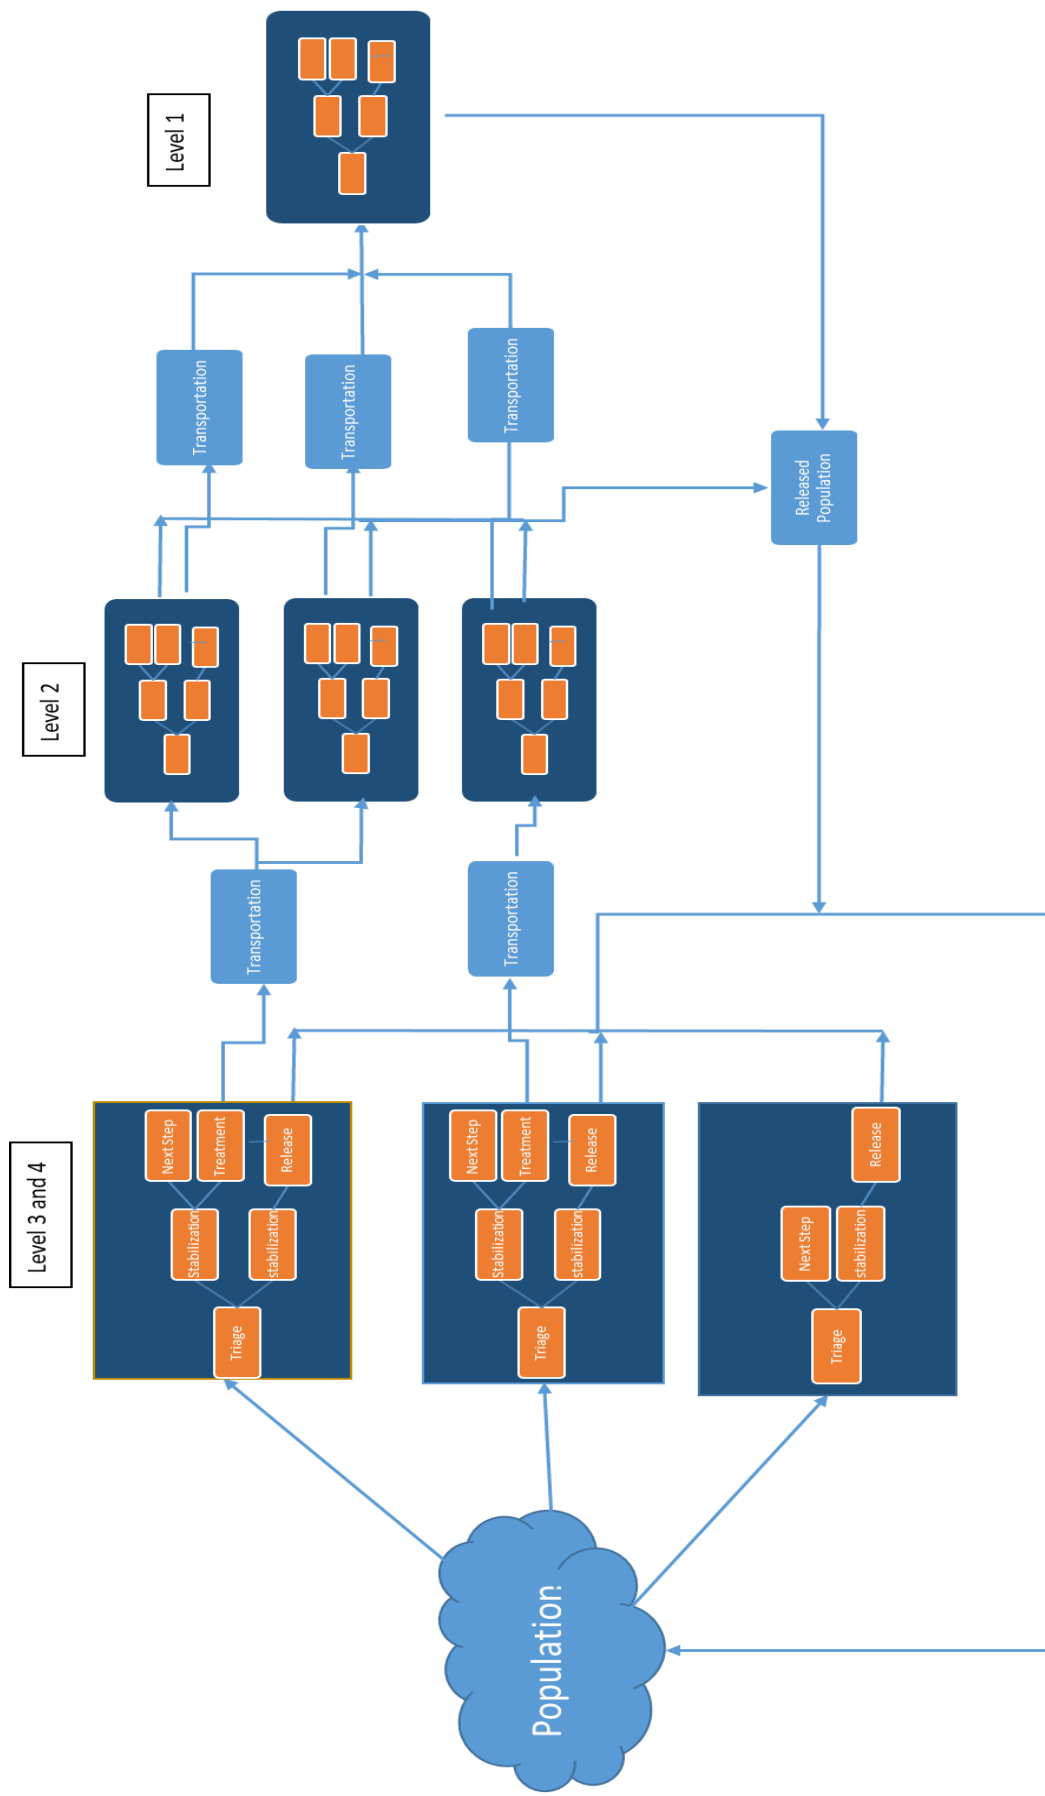 Level 3 and 4
Level 2
Level 1
Population
Triage
Stabilization
stabilization
Next Step
Treatment
Release
Triage
Stabilization
stabilization
Next Step
Treatment
Release
Triage
Next Step
stabilization
Release
Transportation
Transportation
Transportation
Transportation
Transportation
Released
Population